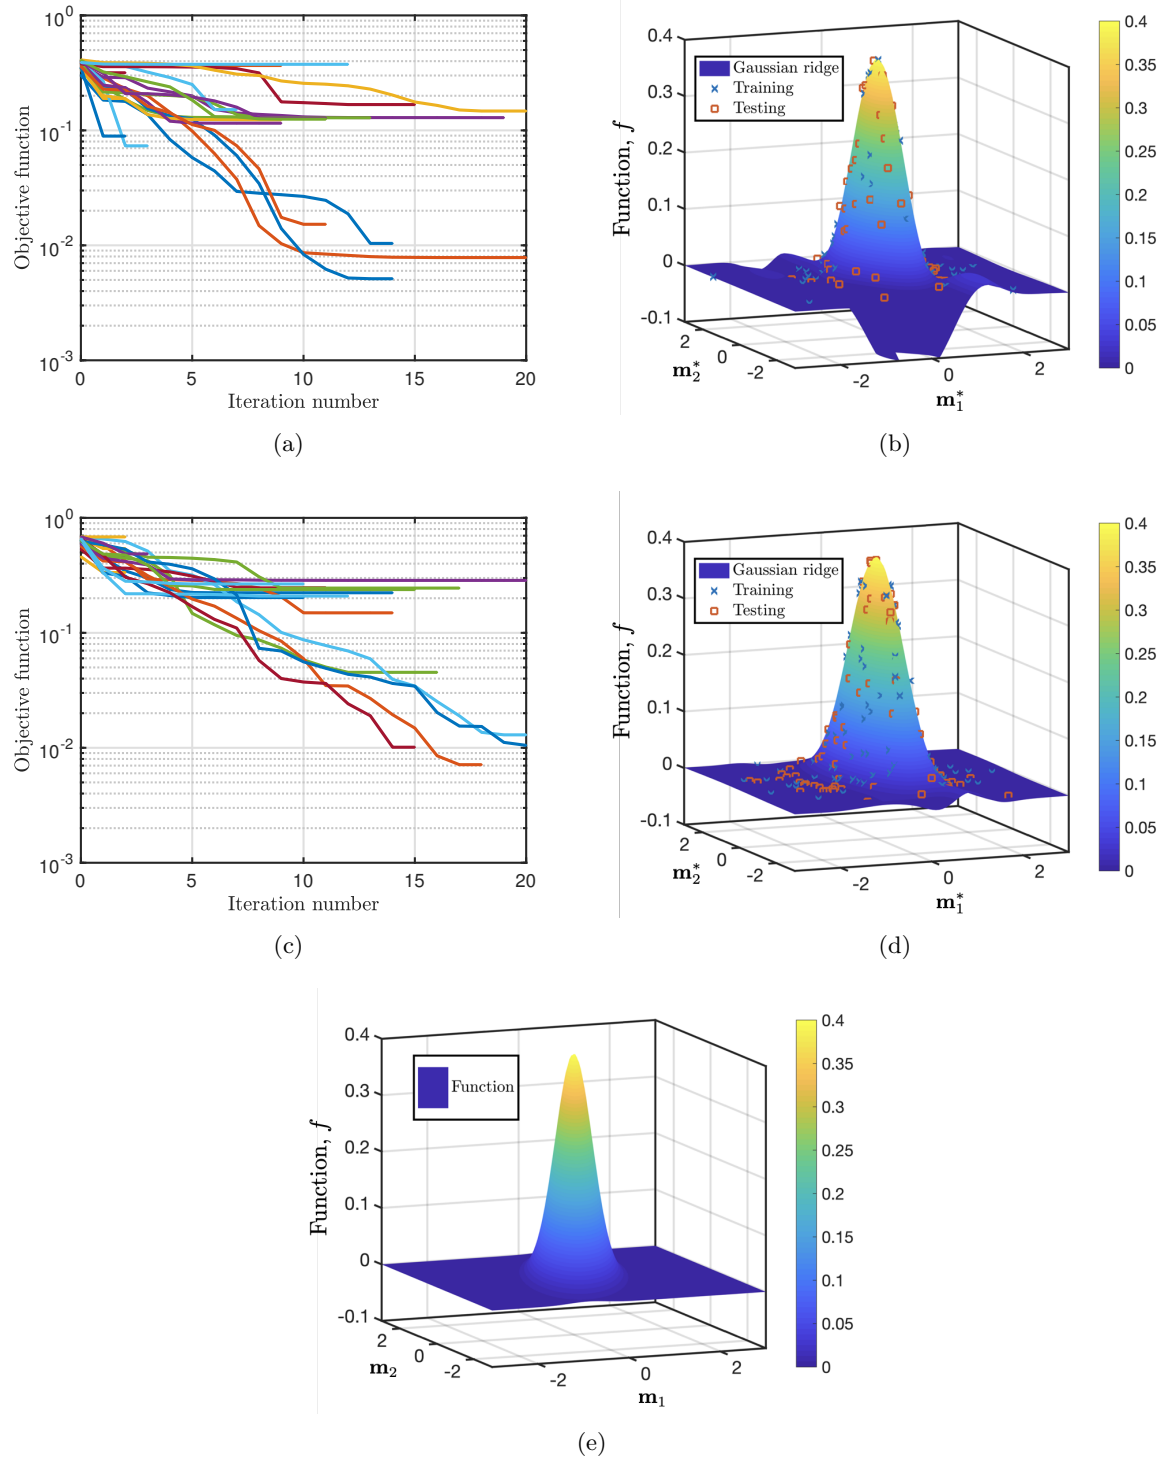 10^0
10^-1
10^-2
10^-3
0 5 10 15 20
Objective function
Iteration number
(a)
0.4
0.3
0.2
0.1
0
-0.1
Function, f
Gaussian ridge
Training
Testing
2 0 -2
m_2^*
-2 0 2
m_1^*
0.4
0.35
0.3
0.25
0.2
0.15
0.1
0.05
0
(b)
10^0
10^-1
10^-2
10^-3
0 5 10 15 20
Objective function
Iteration number
(c)
0.4
0.3
0.2
0.1
0
-0.1
Function, f
Gaussian ridge
Training
Testing
2 0 -2
m_2^*
-2 0 2
m_1^*
0.4
0.35
0.3
0.25
0.2
0.15
0.1
0.05
0
(d)
0.4
0.3
0.2
0.1
0
-0.1
Function, f
Function
2 0 -2
m_2
-2 0 2
m_1
0.4
0.35
0.3
0.25
0.2
0.15
0.1
0.05
0
(e)